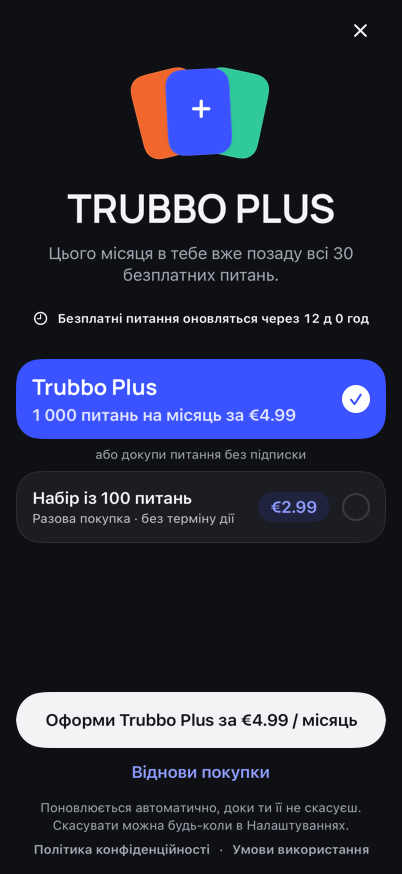 TRUBBO PLUS
Цього місяця в тебе вже позаду всі 30
безплатних питань.
Безплатні питання оновляться через 12 д 0 год
Trubbo Plus
1 000 питань на місяць за €4.99
або докупи питання без підписки
Набір із 100 питань
Разова покупка · без терміну дії
€2.99
Оформи Trubbo Plus за €4.99 / місяць
Віднови покупки
Поновлюється автоматично, доки ти її не скасуєш.
Скасувати можна будь-коли в Налаштуваннях.
Політика конфіденційності · Умови використання